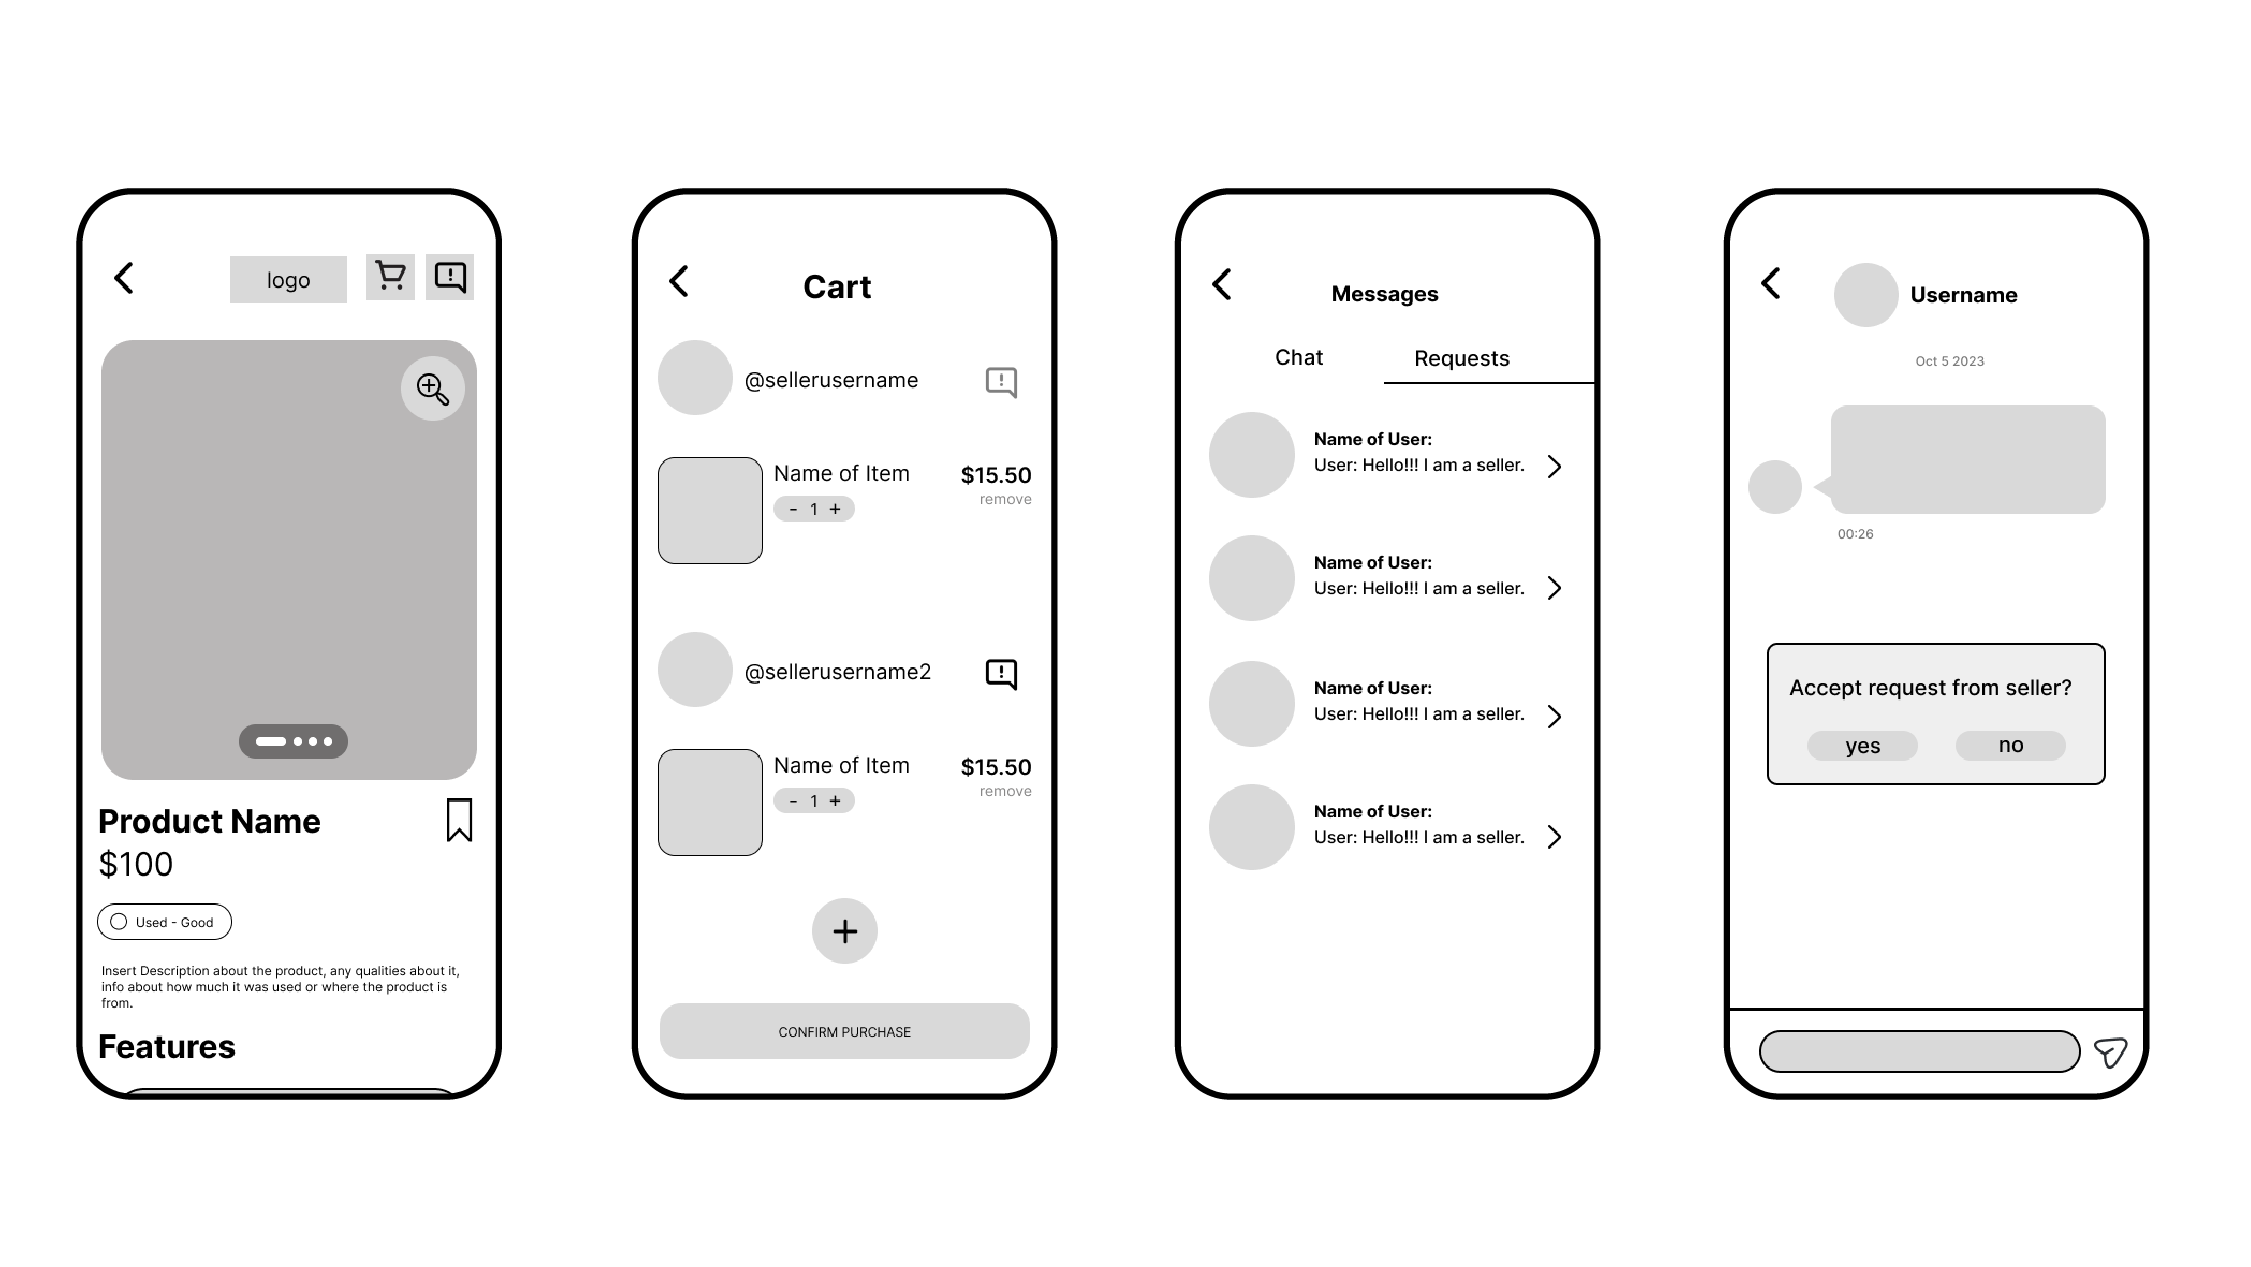 logo
Product Name
$100
Used - Good
Insert Description about the product, any qualities about it,
info about how much it was used or where the product is
from.
Features
Cart
@sellerusername
Name of Item
$15.50
- 1 +
remove
@sellerusername2
Name of Item
$15.50
- 1 +
remove
+
CONFIRM PURCHASE
Messages
Chat
Requests
Name of User:
User: Hello!!! I am a seller.
Name of User:
User: Hello!!! I am a seller.
Name of User:
User: Hello!!! I am a seller.
Name of User:
User: Hello!!! I am a seller.
Username
Oct 5 2023
00:26
Accept request from seller?
yes
no